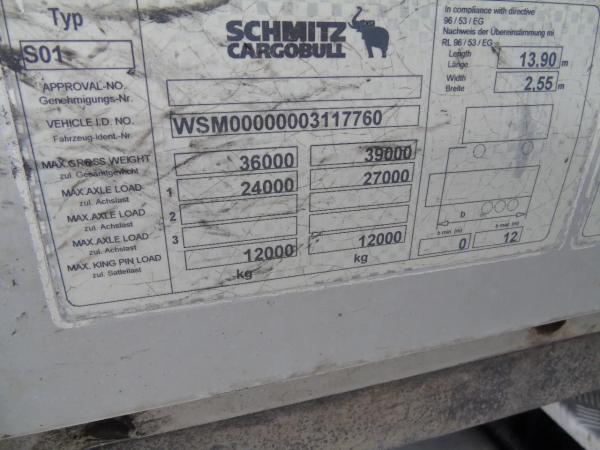 Typ
S01
SCHMITZ
CARGOBULL
In compliance with directive
96 / 53 / EG
Nachweis der Übereinstimmung mi
RL 96 / 53 / EG
Length
Länge
13,90 m
Width
Breite
2,55 m
APPROVAL-NO.
Genehmigungs-Nr.
VEHICLE I.D. NO.
Fahrzeug-Ident.-Nr.
WSM00000003117760
MAX.GROSS WEIGHT
zul. Gesamtgewicht
36000 39000
MAX.AXLE LOAD
zul. Achslast
1 24000 27000
MAX.AXLE LOAD
zul. Achslast
2
MAX.AXLE LOAD
zul. Achslast
3
MAX. KING PIN LOAD
zul. Sattellast
12000 12000
kg kg
b
b min. (m) b max. (m)
0 12